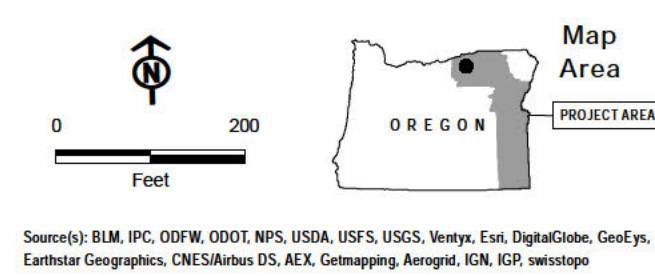 N
0 200
Feet
Map
Area
OREGON
PROJECT AREA
Source(s): BLM, IPC, ODFW, ODOT, NPS, USDA, USFS, USGS, Ventyx, Esri, DigitalGlobe, GeoEys,
Earthstar Geographics, CNES/Airbus DS, AEX, Getmapping, Aerogrid, IGN, IGP, swisstopo